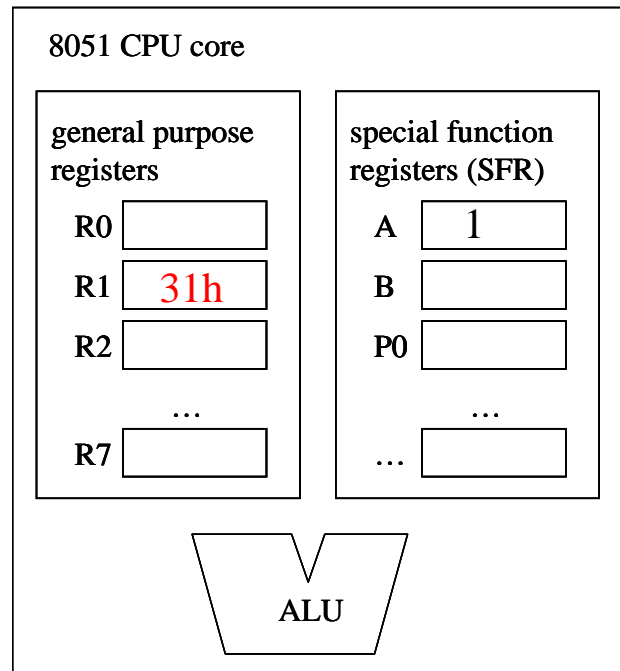 8051 CPU core
general purpose
registers
R0
R1 31h
R2
…
R7
special function
registers (SFR)
A 1
B
P0
…
…
ALU